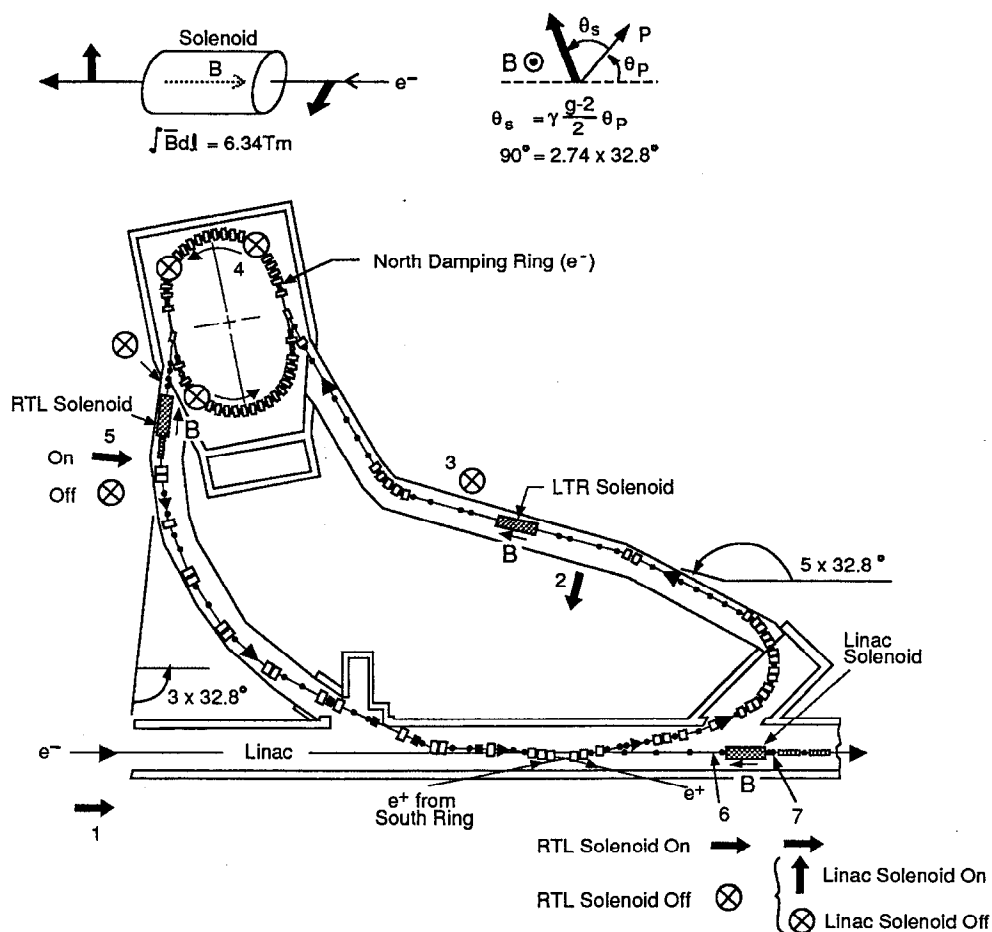 Solenoid
B
e⁻
∫B̅dl = 6.34Tm
θs
P
B
θP
θs = γ g-2/2 θP
90° = 2.74 x 32.8°
4
North Damping Ring (e⁻)
RTL Solenoid
B
5
On
Off
3
LTR Solenoid
B
2
5 x 32.8°
Linac
Solenoid
3 x 32.8°
e⁻
Linac
e⁺ from
South Ring
e⁺
B
6
7
1
RTL Solenoid On
Linac Solenoid On
RTL Solenoid Off
Linac Solenoid Off